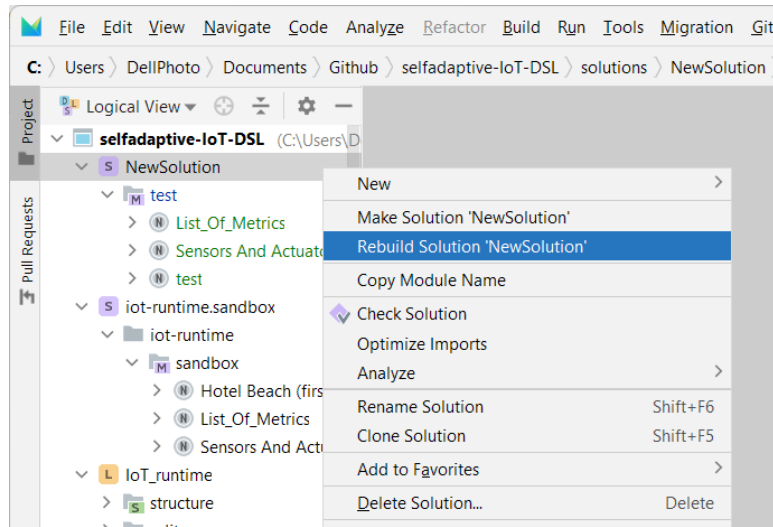 File Edit View Navigate Code Analyze Refactor Build Run Tools Migration Git
C: Users DellPhoto Documents Github selfadaptive-IoT-DSL solutions NewSolution
Project
Pull Requests
Logical View
selfadaptive-IoT-DSL (C:\Users\D
NewSolution
test
List_Of_Metrics
Sensors And Actuato
test
iot-runtime.sandbox
iot-runtime
sandbox
Hotel Beach (firs
List_Of_Metrics
Sensors And Actu
IoT_runtime
structure
New
Make Solution 'NewSolution'
Rebuild Solution 'NewSolution'
Copy Module Name
Check Solution
Optimize Imports
Analyze
Rename Solution Shift+F6
Clone Solution Shift+F5
Add to Favorites
Delete Solution... Delete